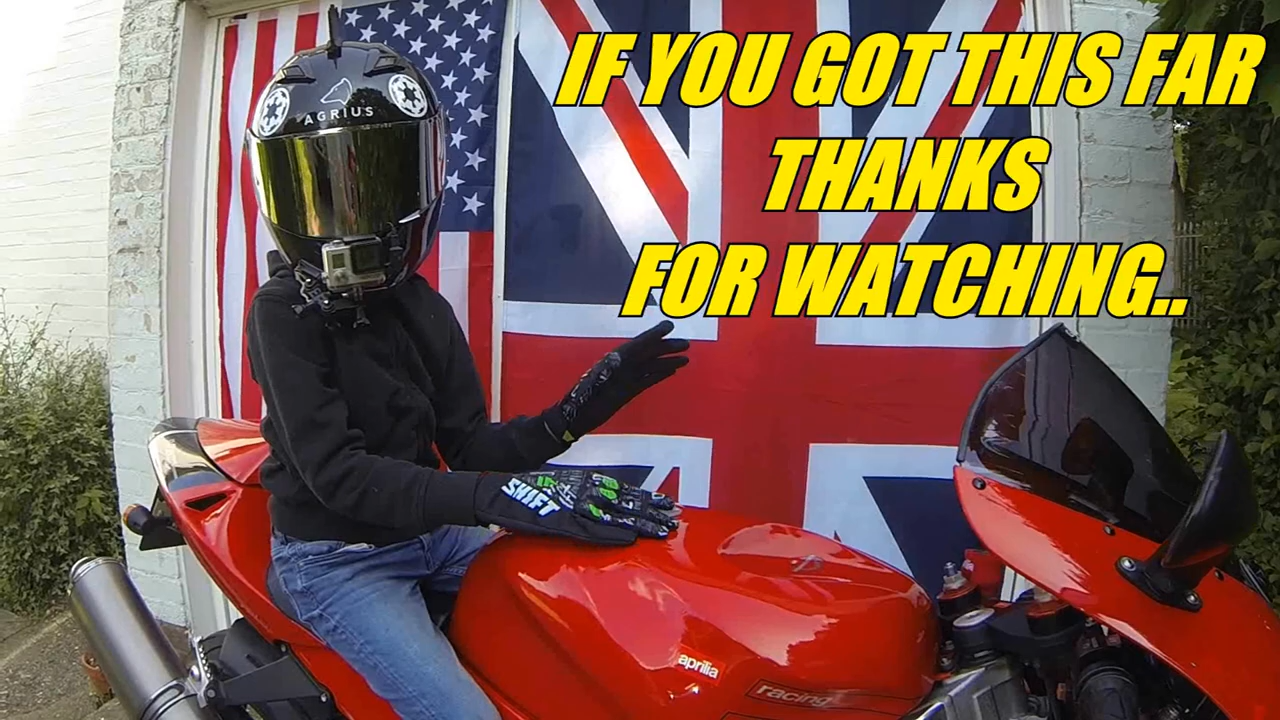 IF YOU GOT THIS FAR
THANKS
FOR WATCHING..
AGRIUS
SHIFT
aprilia
racing